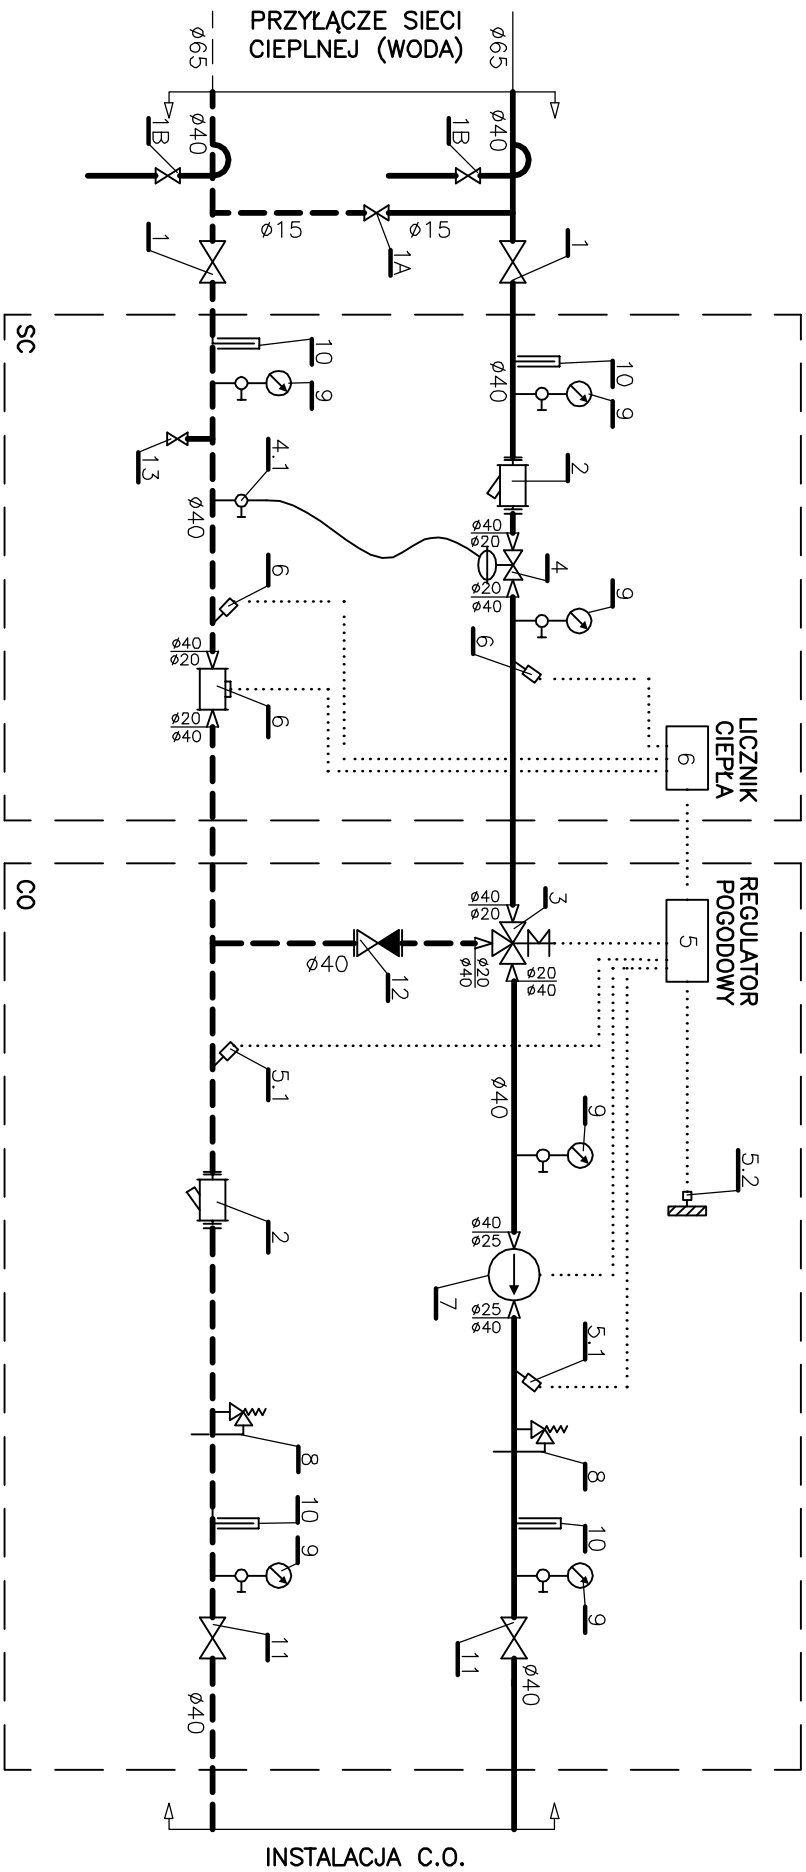 PRZYŁĄCZE SIECI
CIEPLNEJ (WODA)
ø65
ø65
ø40
ø40
1B
1B
ø15
ø15
1A
1
1
SC
10
10
9
9
ø40
13
4.1
ø40
2
ø40
ø20
4
ø20
ø40
9
6
6
ø40
ø20
6
ø20
ø40
LICZNIK
CIEPŁA
6
CO
REGULATOR
POGODOWY
5
3
ø40
ø20
ø20
ø40
ø20
ø40
ø40
12
5.1
ø40
9
5.2
2
ø40
ø25
7
ø25
ø40
5.1
8
8
10
10
9
9
11
11
ø40
ø40
INSTALACJA C.O.